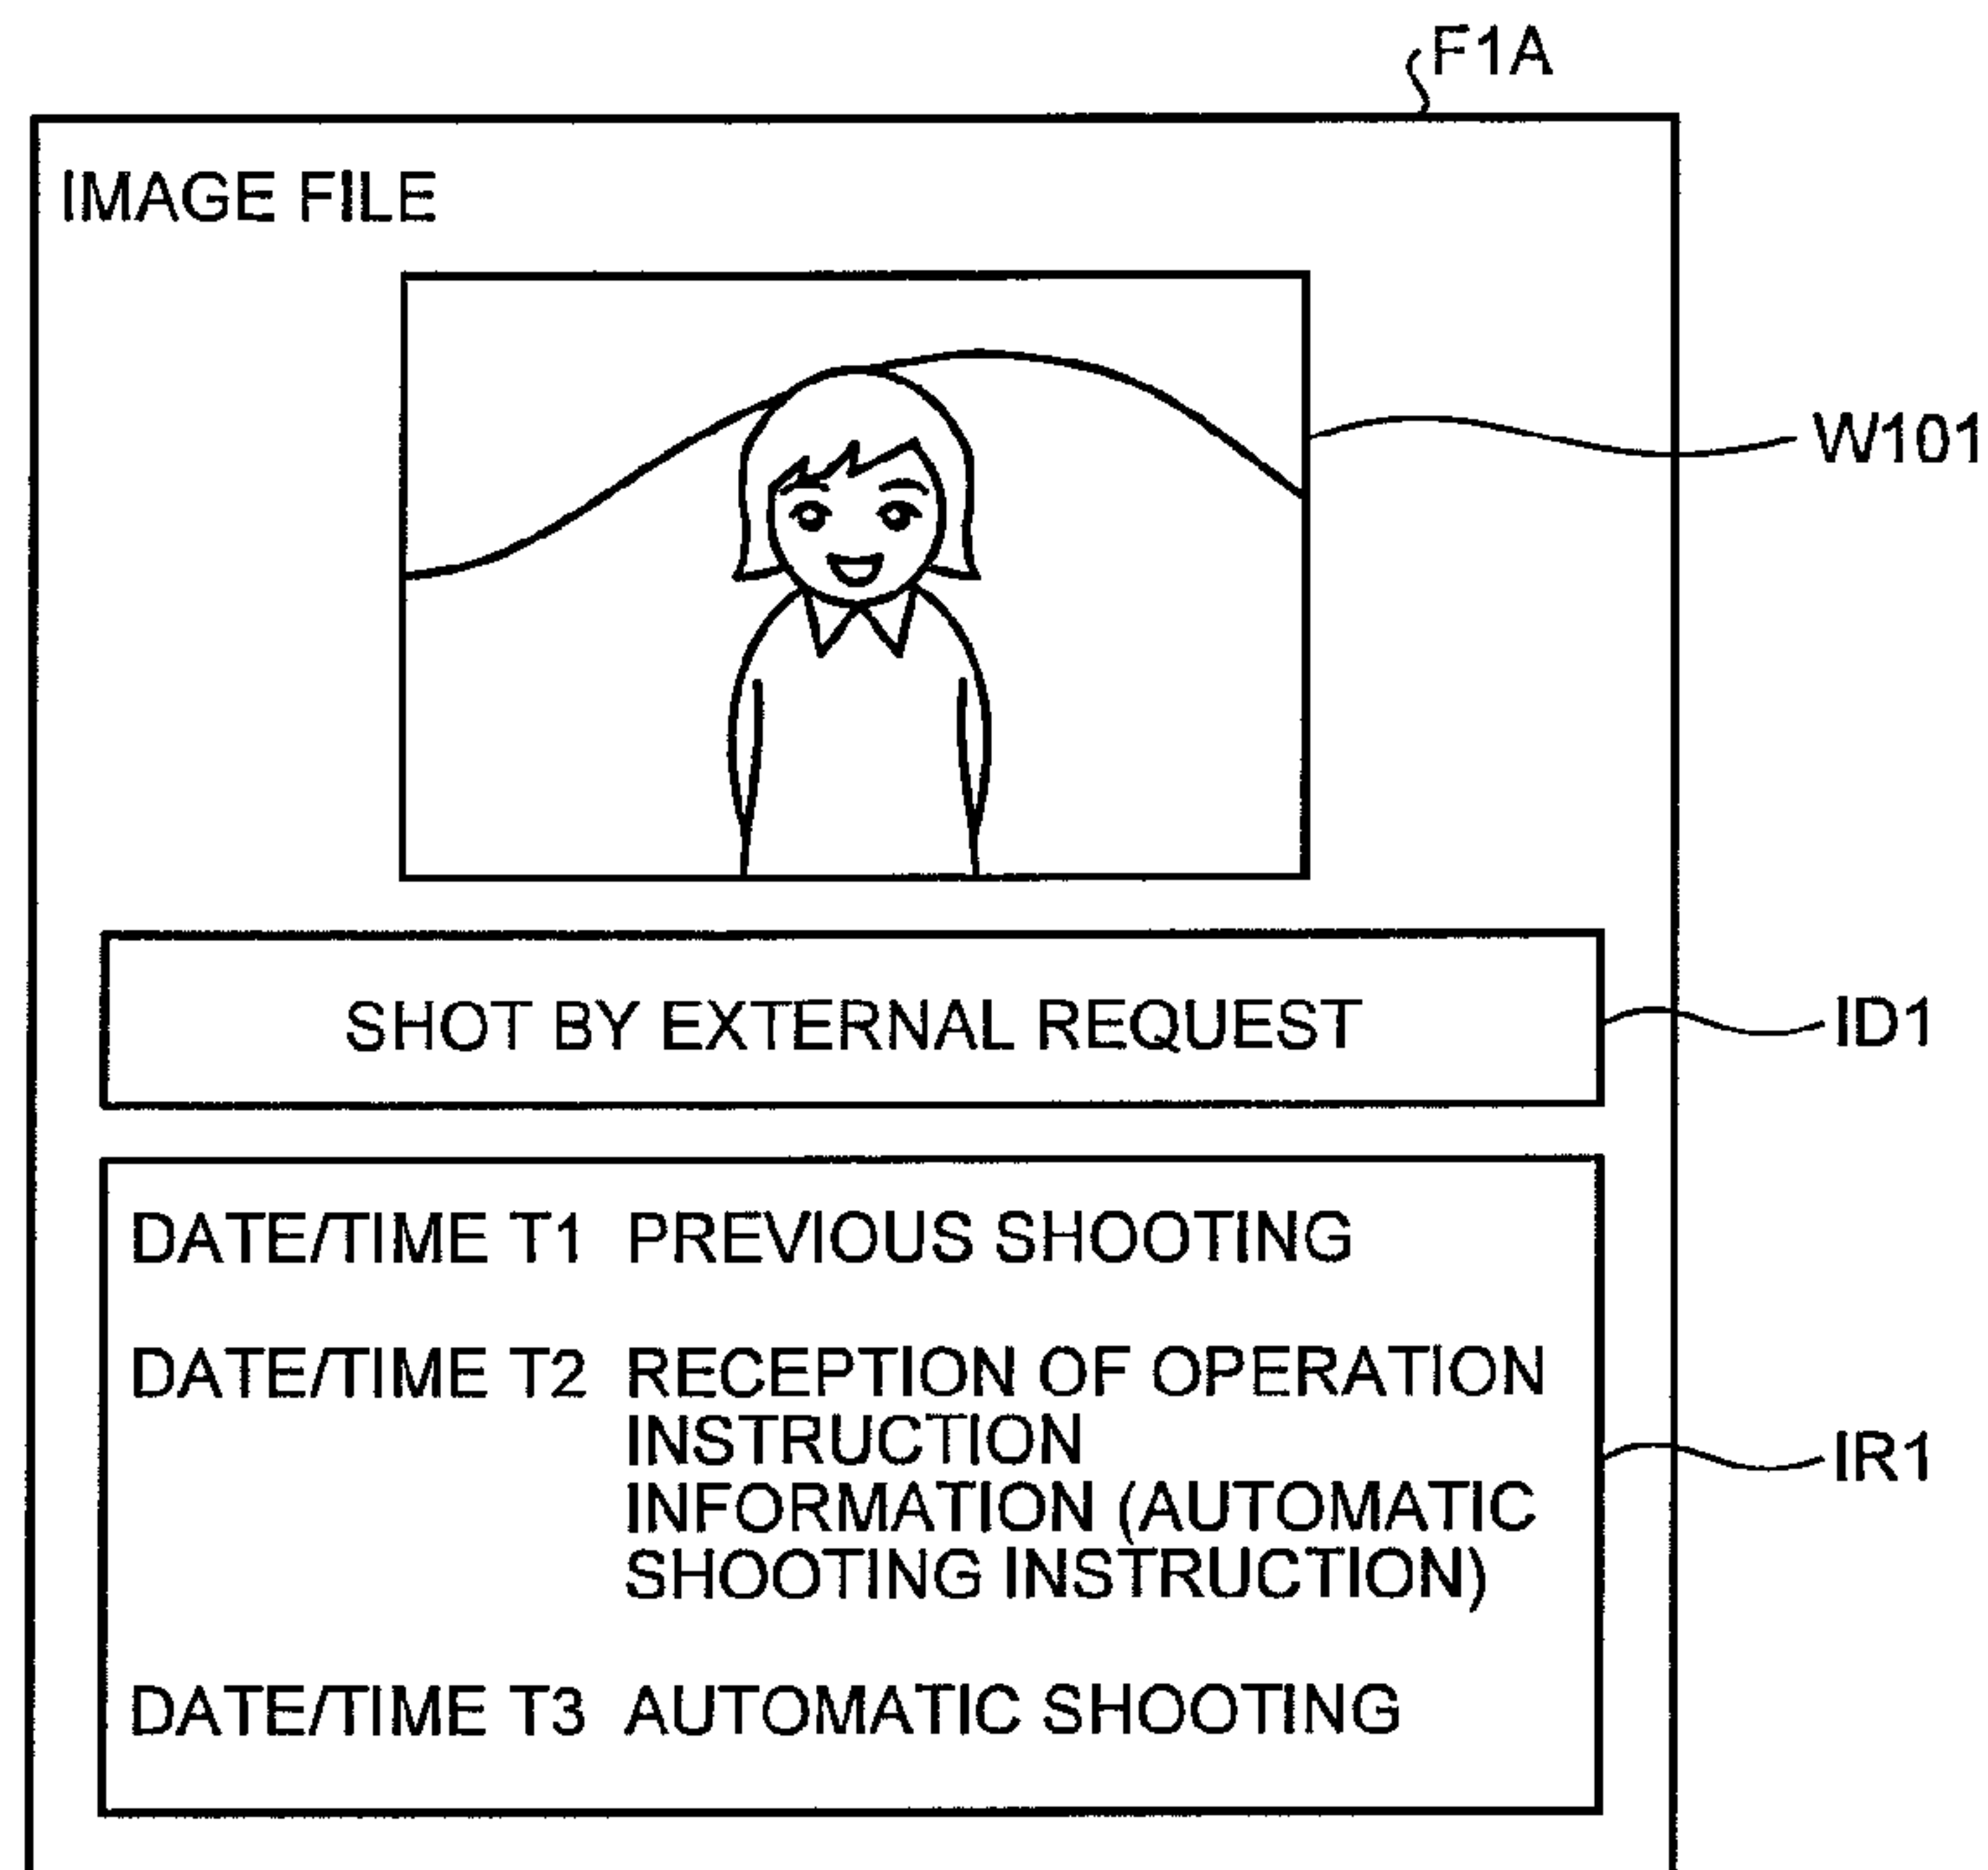 F1A
IMAGE FILE
W101
SHOT BY EXTERNAL REQUEST
ID1
DATE/TIME T1 PREVIOUS SHOOTING
DATE/TIME T2 RECEPTION OF OPERATION
INSTRUCTION
INFORMATION (AUTOMATIC
SHOOTING INSTRUCTION)
IR1
DATE/TIME T3 AUTOMATIC SHOOTING